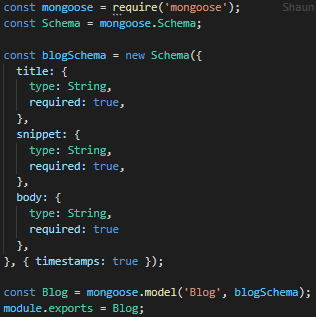 const mongoose = require('mongoose'); Shaun
const Schema = mongoose.Schema;

const blogSchema = new Schema({
  title: {
    type: String,
    required: true,
  },
  snippet: {
    type: String,
    required: true,
  },
  body: {
    type: String,
    required: true
  },
}, { timestamps: true });

const Blog = mongoose.model('Blog', blogSchema);
module.exports = Blog;